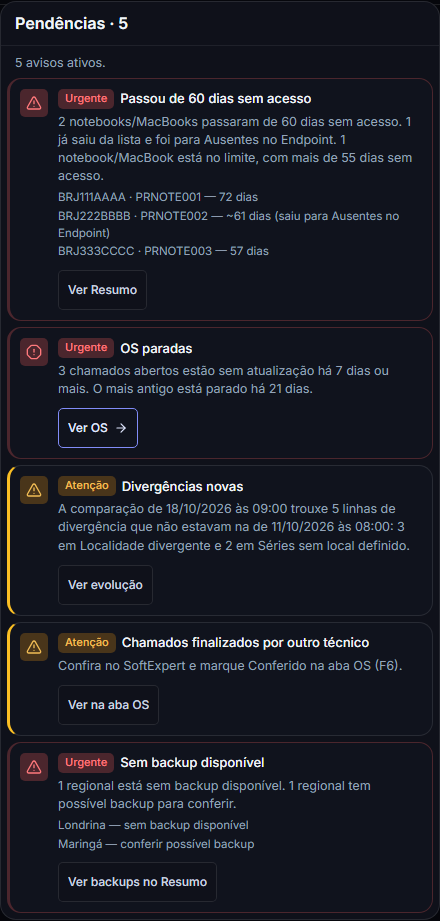 Pendências · 5
5 avisos ativos.
Urgente Passou de 60 dias sem acesso
2 notebooks/MacBooks passaram de 60 dias sem acesso. 1
já saiu da lista e foi para Ausentes no Endpoint. 1
notebook/MacBook está no limite, com mais de 55 dias sem
acesso.
BRJ111AAAA · PRNOTE001 — 72 dias
BRJ222BBBB · PRNOTE002 — ~61 dias (saiu para Ausentes no
Endpoint)
BRJ333CCCC · PRNOTE003 — 57 dias
Ver Resumo
Urgente OS paradas
3 chamados abertos estão sem atualização há 7 dias ou
mais. O mais antigo está parado há 21 dias.
Ver OS →
Atenção Divergências novas
A comparação de 18/10/2026 às 09:00 trouxe 5 linhas de
divergência que não estavam na de 11/10/2026 às 08:00: 3
em Localidade divergente e 2 em Séries sem local definido.
Ver evolução
Atenção Chamados finalizados por outro técnico
Confira no SoftExpert e marque Conferido na aba OS (F6).
Ver na aba OS
Urgente Sem backup disponível
1 regional está sem backup disponível. 1 regional tem
possível backup para conferir.
Londrina — sem backup disponível
Maringá — conferir possível backup
Ver backups no Resumo